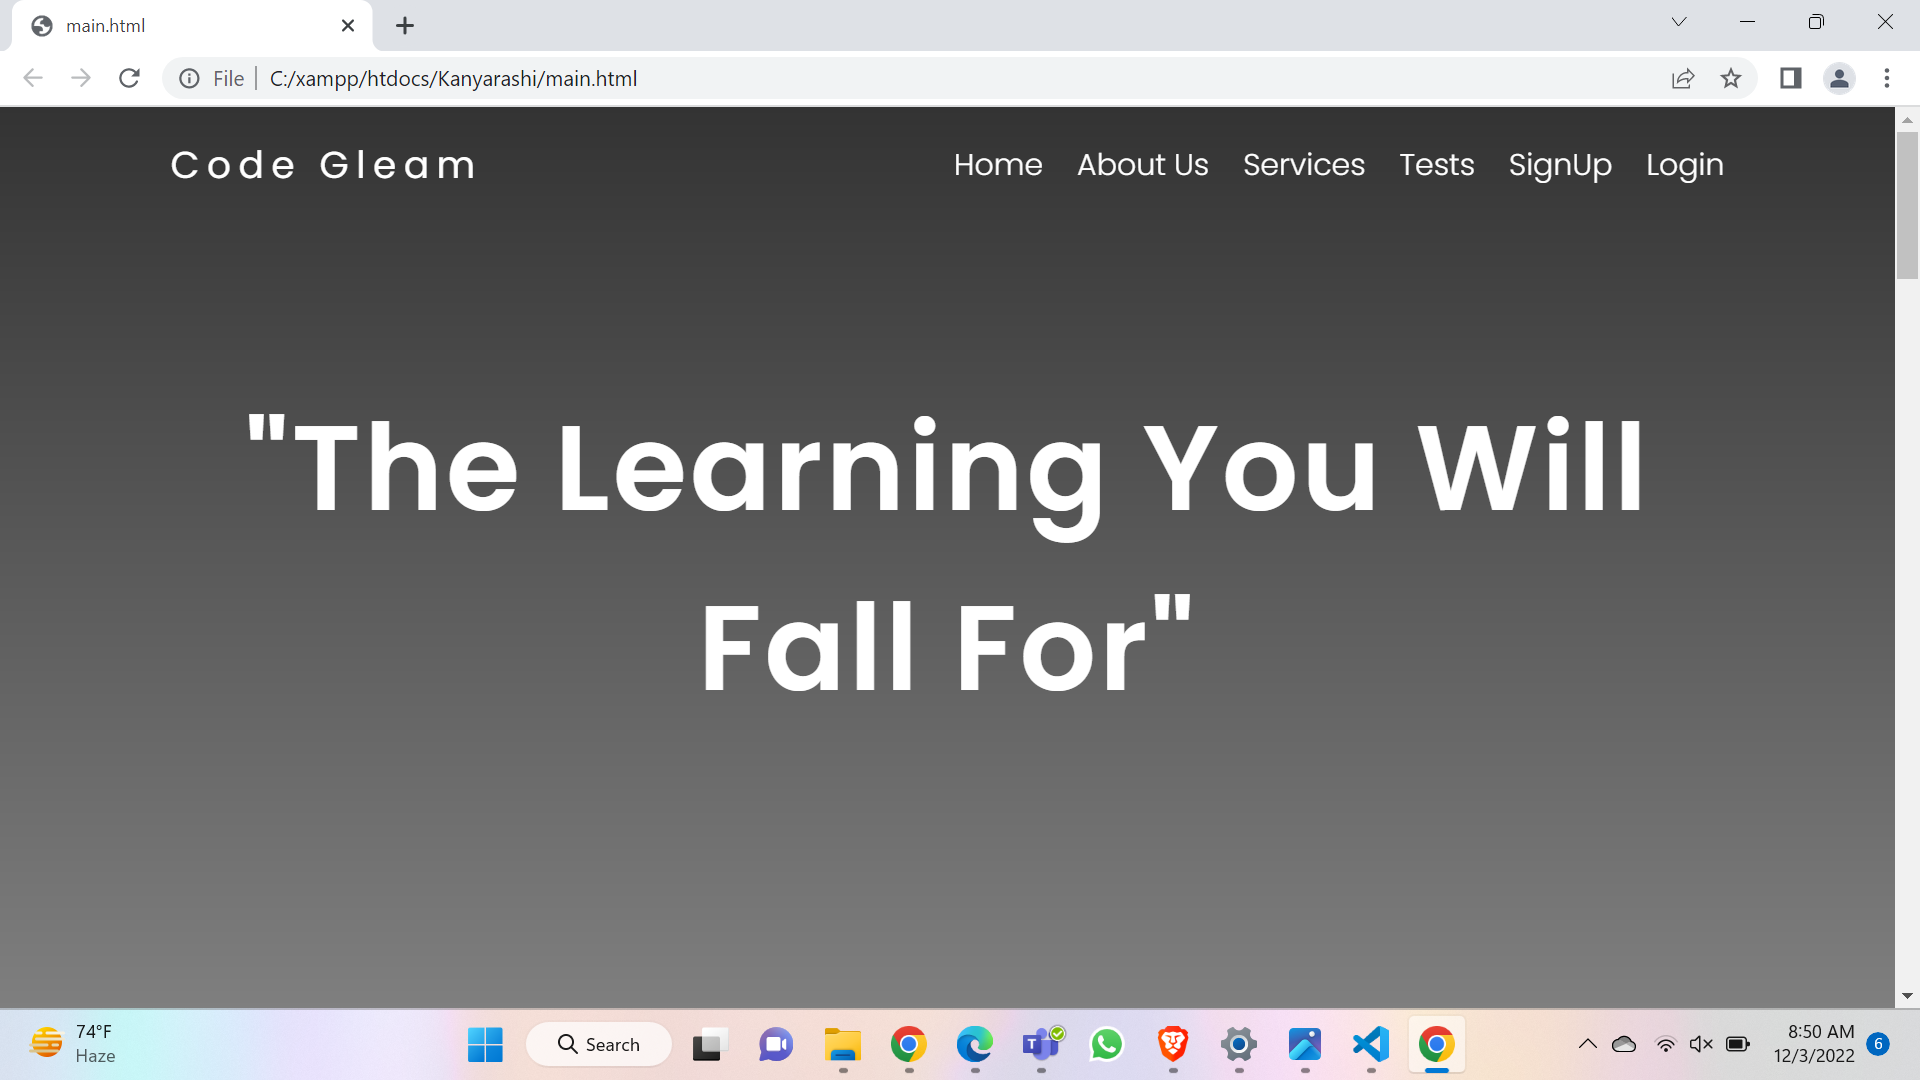 main.html
File
C:/xampp/htdocs/Kanyarashi/main.html
Code Gleam
Home About Us Services Tests SignUp Login
"The Learning You Will
Fall For"
74°F
Haze
Search
T
8:50 AM
12/3/2022
6